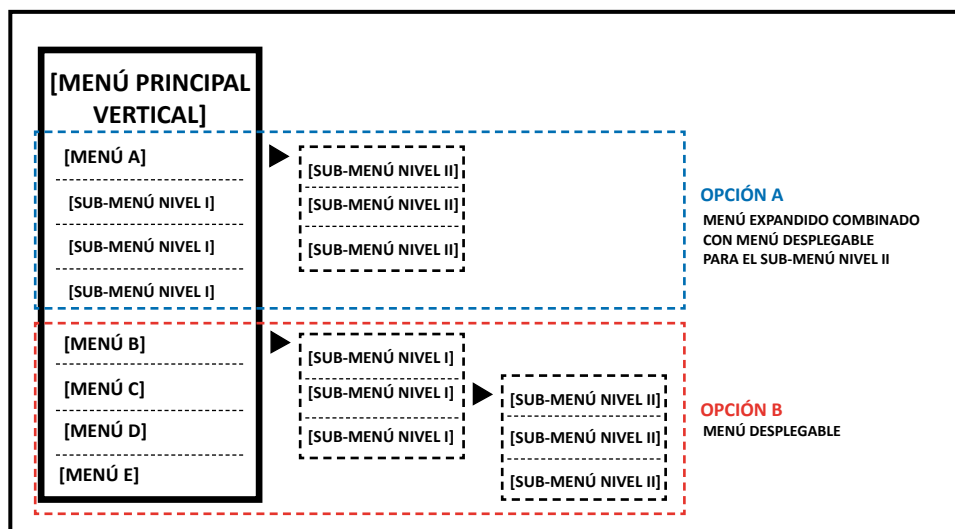 [MENÚ PRINCIPAL
VERTICAL]
[MENÚ A]
[SUB-MENÚ NIVEL I]
[SUB-MENÚ NIVEL I]
[SUB-MENÚ NIVEL I]
[SUB-MENÚ NIVEL II]
[SUB-MENÚ NIVEL II]
[SUB-MENÚ NIVEL II]
OPCIÓN A
MENÚ EXPANDIDO COMBINADO
CON MENÚ DESPLEGABLE
PARA EL SUB-MENÚ NIVEL II
[MENÚ B]
[MENÚ C]
[MENÚ D]
[MENÚ E]
[SUB-MENÚ NIVEL I]
[SUB-MENÚ NIVEL I]
[SUB-MENÚ NIVEL I]
[SUB-MENÚ NIVEL II]
[SUB-MENÚ NIVEL II]
[SUB-MENÚ NIVEL II]
OPCIÓN B
MENÚ DESPLEGABLE